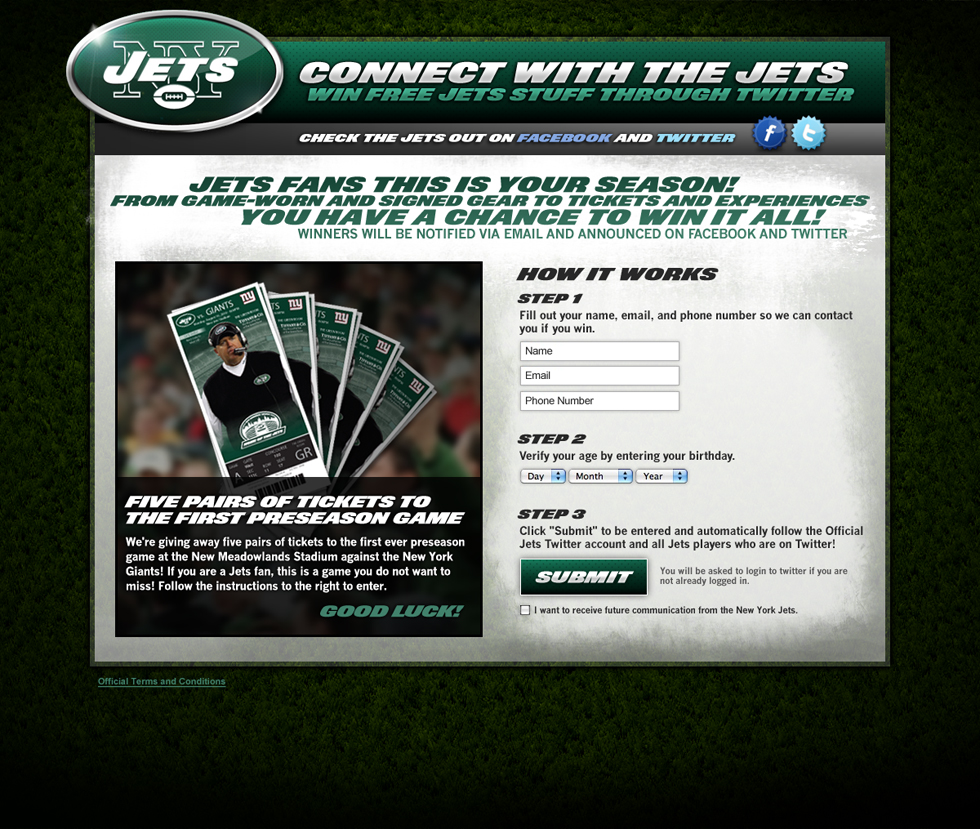 NY
JETS
CONNECT WITH THE JETS
WIN FREE JETS STUFF THROUGH TWITTER
CHECK THE JETS OUT ON FACEBOOK AND TWITTER
f t
JETS FANS THIS IS YOUR SEASON!
FROM GAME-WORN AND SIGNED GEAR TO TICKETS AND EXPERIENCES
YOU HAVE A CHANCE TO WIN IT ALL!
WINNERS WILL BE NOTIFIED VIA EMAIL AND ANNOUNCED ON FACEBOOK AND TWITTER
VS. GIANTS
ny
A
GR
FIVE PAIRS OF TICKETS TO
THE FIRST PRESEASON GAME
We're giving away five pairs of tickets to the first ever preseason
game at the New Meadowlands Stadium against the New York
Giants! If you are a Jets fan, this is a game you do not want to
miss! Follow the instructions to the right to enter.
GOOD LUCK!
HOW IT WORKS
STEP 1
Fill out your name, email, and phone number so we can contact
you if you win.
Name
Email
Phone Number
STEP 2
Verify your age by entering your birthday.
Day Month Year
STEP 3
Click "Submit" to be entered and automatically follow the Official
Jets Twitter account and all Jets players who are on Twitter!
SUBMIT
You will be asked to login to twitter if you are
not already logged in.
I want to receive future communication from the New York Jets.
Official Terms and Conditions